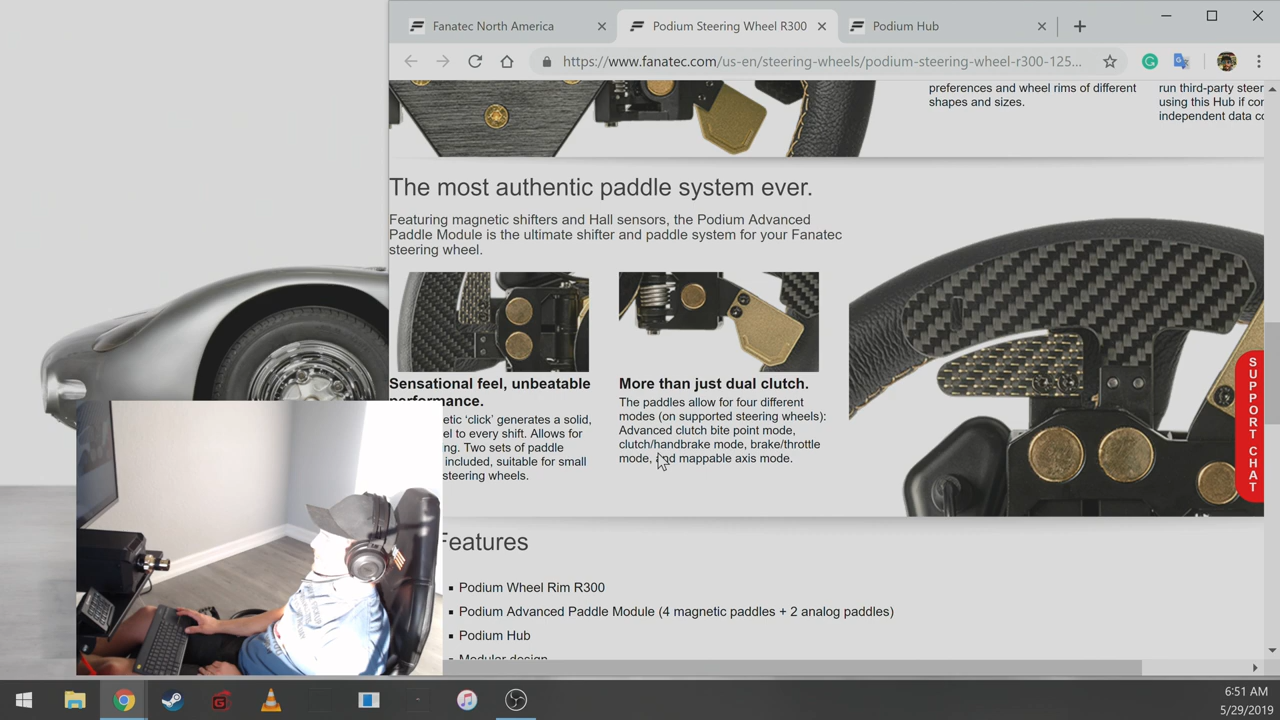 Fanatec North America
Podium Steering Wheel R300
Podium Hub
https://www.fanatec.com/us-en/steering-wheels/podium-steering-wheel-r300-125...
preferences and wheel rims of different
shapes and sizes.
run third-party steer
using this Hub if cor
independent data co
The most authentic paddle system ever.
Featuring magnetic shifters and Hall sensors, the Podium Advanced
Paddle Module is the ultimate shifter and paddle system for your Fanatec
steering wheel.
Sensational feel, unbeatable
performance.
etic ‘click’ generates a solid,
el to every shift. Allows for
ng. Two sets of paddle
included, suitable for small
steering wheels.
More than just dual clutch.
The paddles allow for four different
modes (on supported steering wheels):
Advanced clutch bite point mode,
clutch/handbrake mode, brake/throttle
mode, and mappable axis mode.
SUPPORT CHAT
Features
Podium Wheel Rim R300
Podium Advanced Paddle Module (4 magnetic paddles + 2 analog paddles)
Podium Hub
Modular design
6:51 AM
5/29/2019